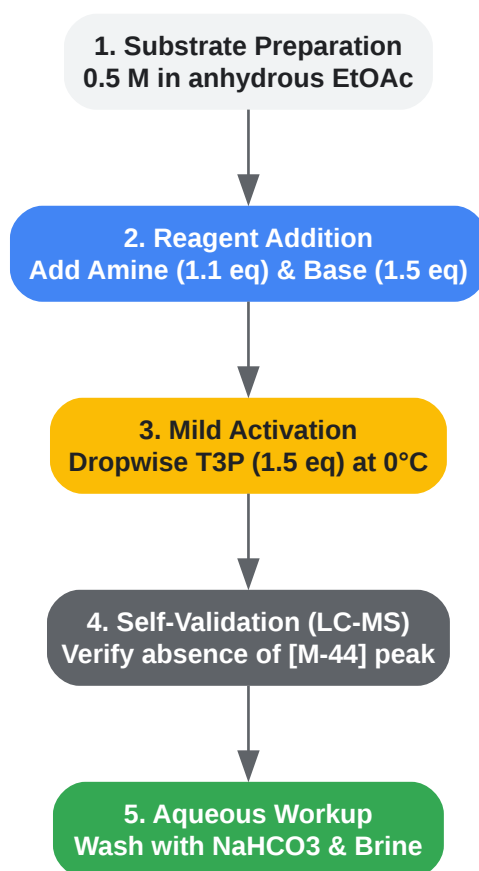 1. Substrate Preparation
0.5 M in anhydrous EtOAc
2. Reagent Addition
Add Amine (1.1 eq) & Base (1.5 eq)
3. Mild Activation
Dropwise T3P (1.5 eq) at 0°C
4. Self-Validation (LC-MS)
Verify absence of [M-44] peak
5. Aqueous Workup
Wash with NaHCO3 & Brine